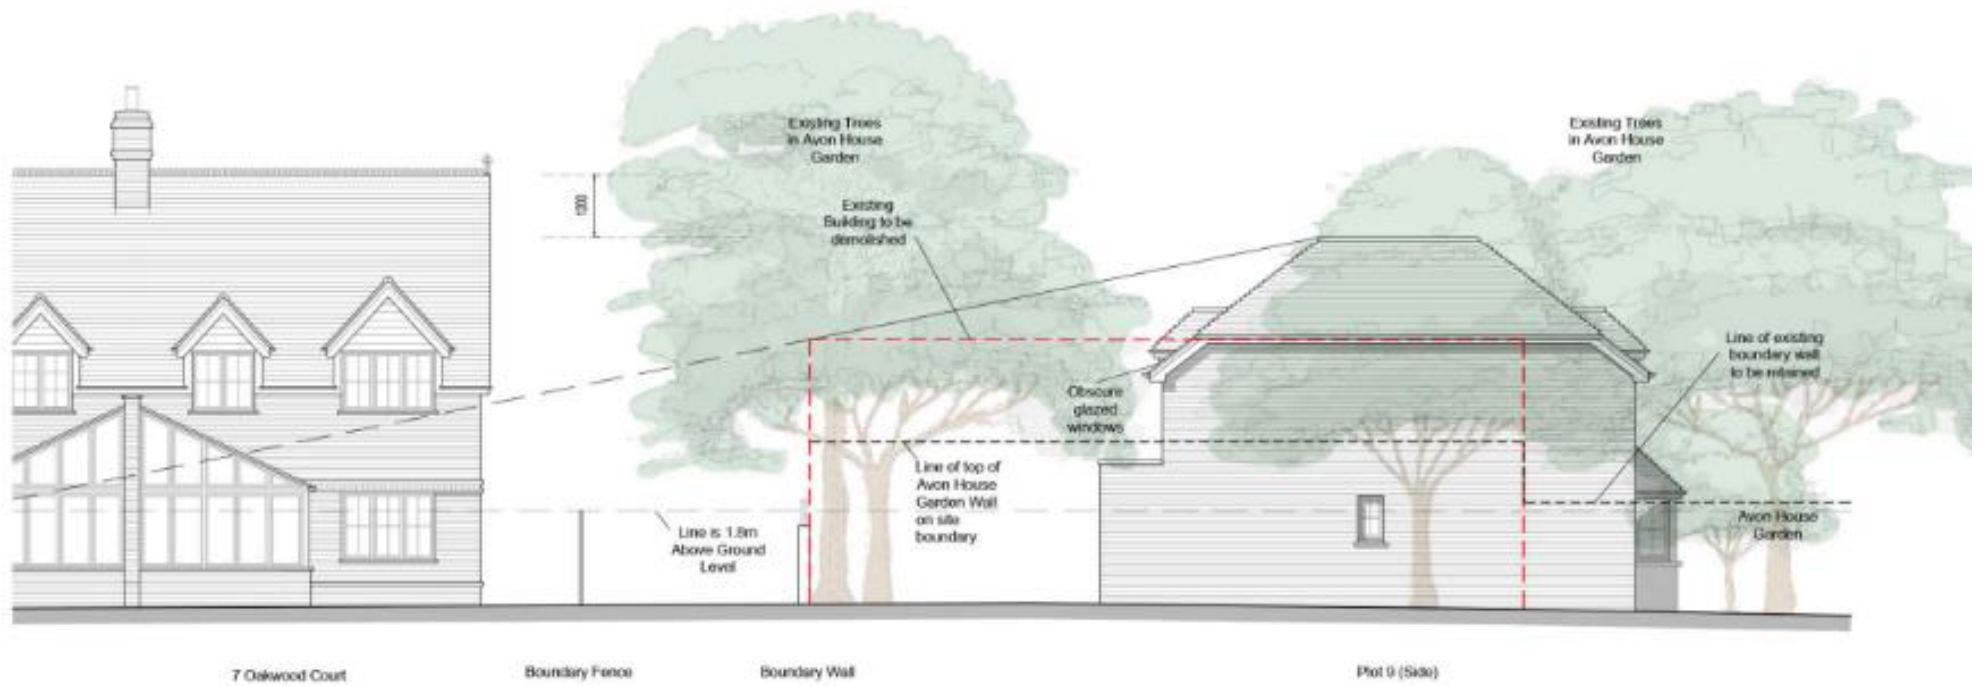 Existing Trees
in Avon House
Garden
Existing Trees
in Avon House
Garden
Existing
Building to be
demolished
1200
Line of existing
boundary wall
to be retained
Obscure
glazed
windows
Line of top of
Avon House
Garden Wall
on site
boundary
Line is 1.8m
Above Ground
Level
Avon House
Garden
7 Oakwood Court
Boundary Fence
Boundary Wall
Plot 9 (Side)